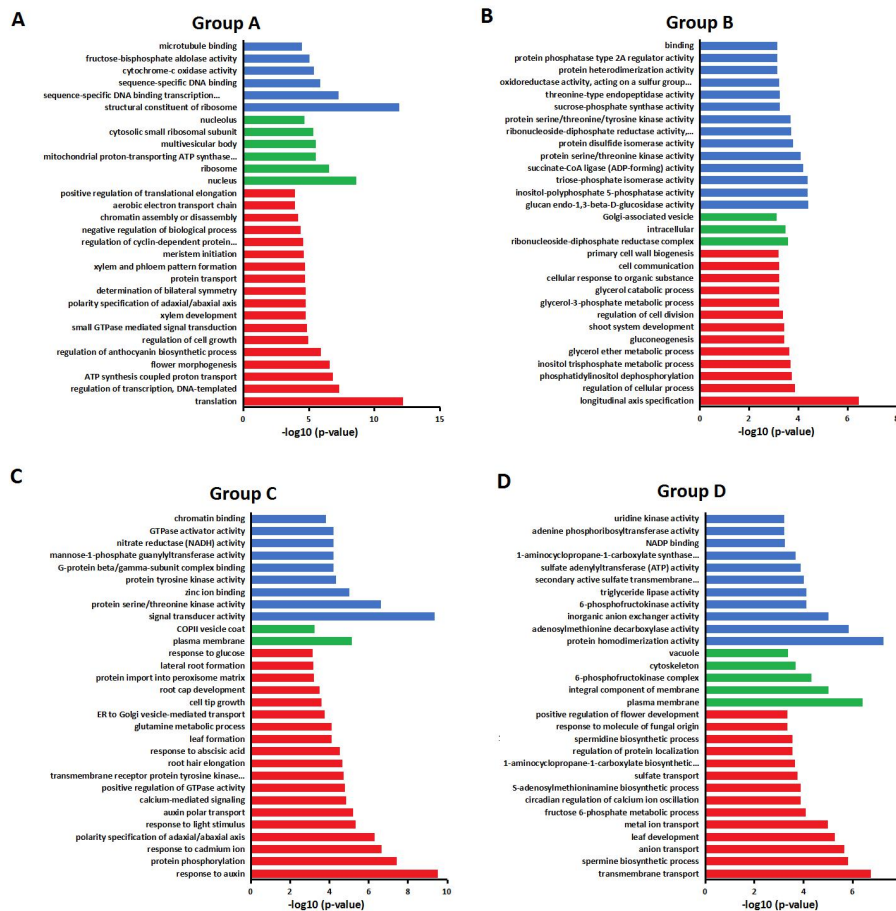 A
Group A
microtubule binding
fructose-bisphosphate aldolase activity
cytochrome-c oxidase activity
sequence-specific DNA binding
sequence-specific DNA binding transcription...
structural constituent of ribosome
nucleolus
cytosolic small ribosomal subunit
multivesicular body
mitochondrial proton-transporting ATP synthase...
ribosome
nucleus
positive regulation of translational elongation
aerobic electron transport chain
chromatin assembly or disassembly
negative regulation of biological process
regulation of cyclin-dependent protein...
meristem initiation
xylem and phloem pattern formation
protein transport
determination of bilateral symmetry
polarity specification of adaxial/abaxial axis
xylem development
small GTPase mediated signal transduction
regulation of cell growth
regulation of anthocyanin biosynthetic process
flower morphogenesis
ATP synthesis coupled proton transport
regulation of transcription, DNA-templated
translation
0 5 10 15
-log10 (p-value)
B
Group B
binding
protein phosphatase type 2A regulator activity
protein heterodimerization activity
oxidoreductase activity, acting on a sulfur group...
threonine-type endopeptidase activity
sucrose-phosphate synthase activity
protein serine/threonine/tyrosine kinase activity
ribonucleoside-diphosphate reductase activity,...
protein disulfide isomerase activity
protein serine/threonine kinase activity
succinate-CoA ligase (ADP-forming) activity
triose-phosphate isomerase activity
inositol-polyphosphate 5-phosphatase activity
glucan endo-1,3-beta-D-glucosidase activity
Golgi-associated vesicle
intracellular
ribonucleoside-diphosphate reductase complex
primary cell wall biogenesis
cell communication
cellular response to organic substance
glycerol catabolic process
glycerol-3-phosphate metabolic process
regulation of cell division
shoot system development
gluconeogenesis
glycerol ether metabolic process
inositol trisphosphate metabolic process
phosphatidylinositol dephosphorylation
regulation of cellular process
longitudinal axis specification
0 2 4 6 8
-log10 (p-value)
C
Group C
chromatin binding
GTPase activator activity
nitrate reductase (NADH) activity
mannose-1-phosphate guanylyltransferase activity
G-protein beta/gamma-subunit complex binding
protein tyrosine kinase activity
zinc ion binding
protein serine/threonine kinase activity
signal transducer activity
COPII vesicle coat
plasma membrane
response to glucose
lateral root formation
protein import into peroxisome matrix
root cap development
cell tip growth
ER to Golgi vesicle-mediated transport
glutamine metabolic process
leaf formation
response to abscisic acid
root hair elongation
transmembrane receptor protein tyrosine kinase...
positive regulation of GTPase activity
calcium-mediated signaling
auxin polar transport
response to light stimulus
polarity specification of adaxial/abaxial axis
response to cadmium ion
protein phosphorylation
response to auxin
0 2 4 6 8 10
-log10 (p-value)
D
Group D
uridine kinase activity
adenine phosphoribosyltransferase activity
NADP binding
1-aminocyclopropane-1-carboxylate synthase...
sulfate adenylyltransferase (ATP) activity
secondary active sulfate transmembrane...
triglyceride lipase activity
6-phosphofructokinase activity
inorganic anion exchanger activity
adenosylmethionine decarboxylase activity
protein homodimerization activity
vacuole
cytoskeleton
6-phosphofructokinase complex
integral component of membrane
plasma membrane
positive regulation of flower development
response to molecule of fungal origin
spermidine biosynthetic process
regulation of protein localization
1-aminocyclopropane-1-carboxylate biosynthetic...
sulfate transport
S-adenosylmethioninamine biosynthetic process
circadian regulation of calcium ion oscillation
fructose 6-phosphate metabolic process
metal ion transport
leaf development
anion transport
spermine biosynthetic process
transmembrane transport
0 2 4 6
-log10 (p-value)